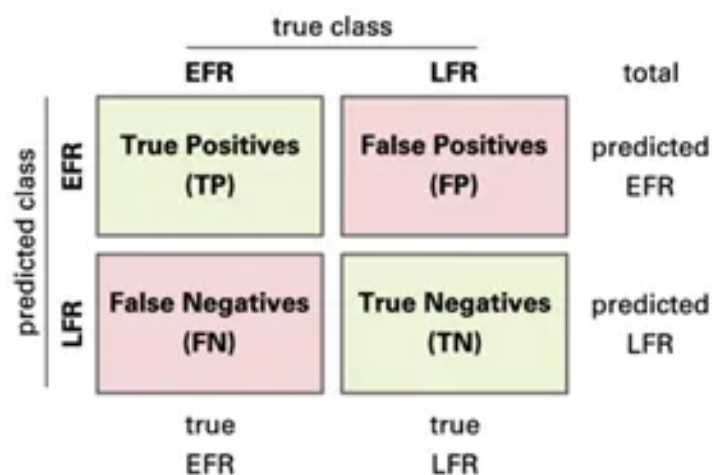 true class
EFR LFR total
predicted class
EFR
True Positives
(TP)
False Positives
(FP)
predicted
EFR
LFR
False Negatives
(FN)
True Negatives
(TN)
predicted
LFR
true
EFR
true
LFR